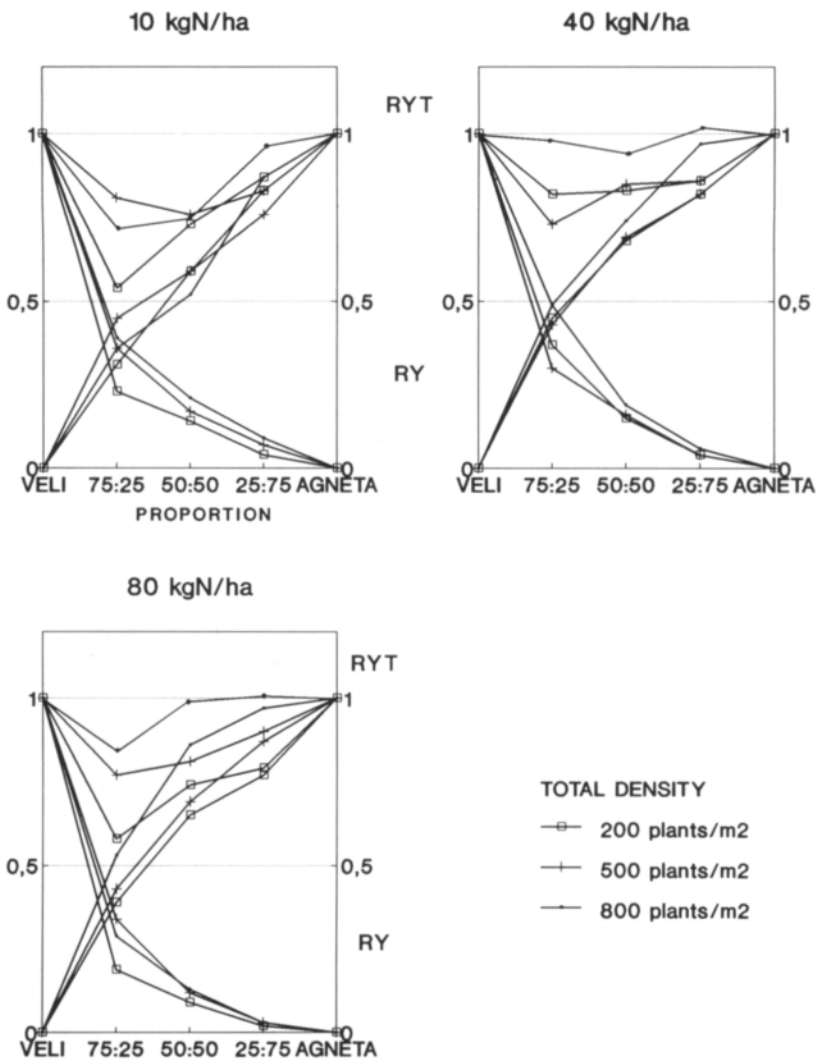 10 kgN/ha
40 kgN/ha
RYT
1
1
1
1
0,5
0,5
0,5
0,5
RY
0
0
0
0
VELI 75:25 50:50 25:75 AGNETA
VELI 75:25 50:50 25:75 AGNETA
PROPORTION
80 kgN/ha
RYT
1
1
0,5
0,5
RY
0
0
VELI 75:25 50:50 25:75 AGNETA
TOTAL DENSITY
200 plants/m2
500 plants/m2
800 plants/m2